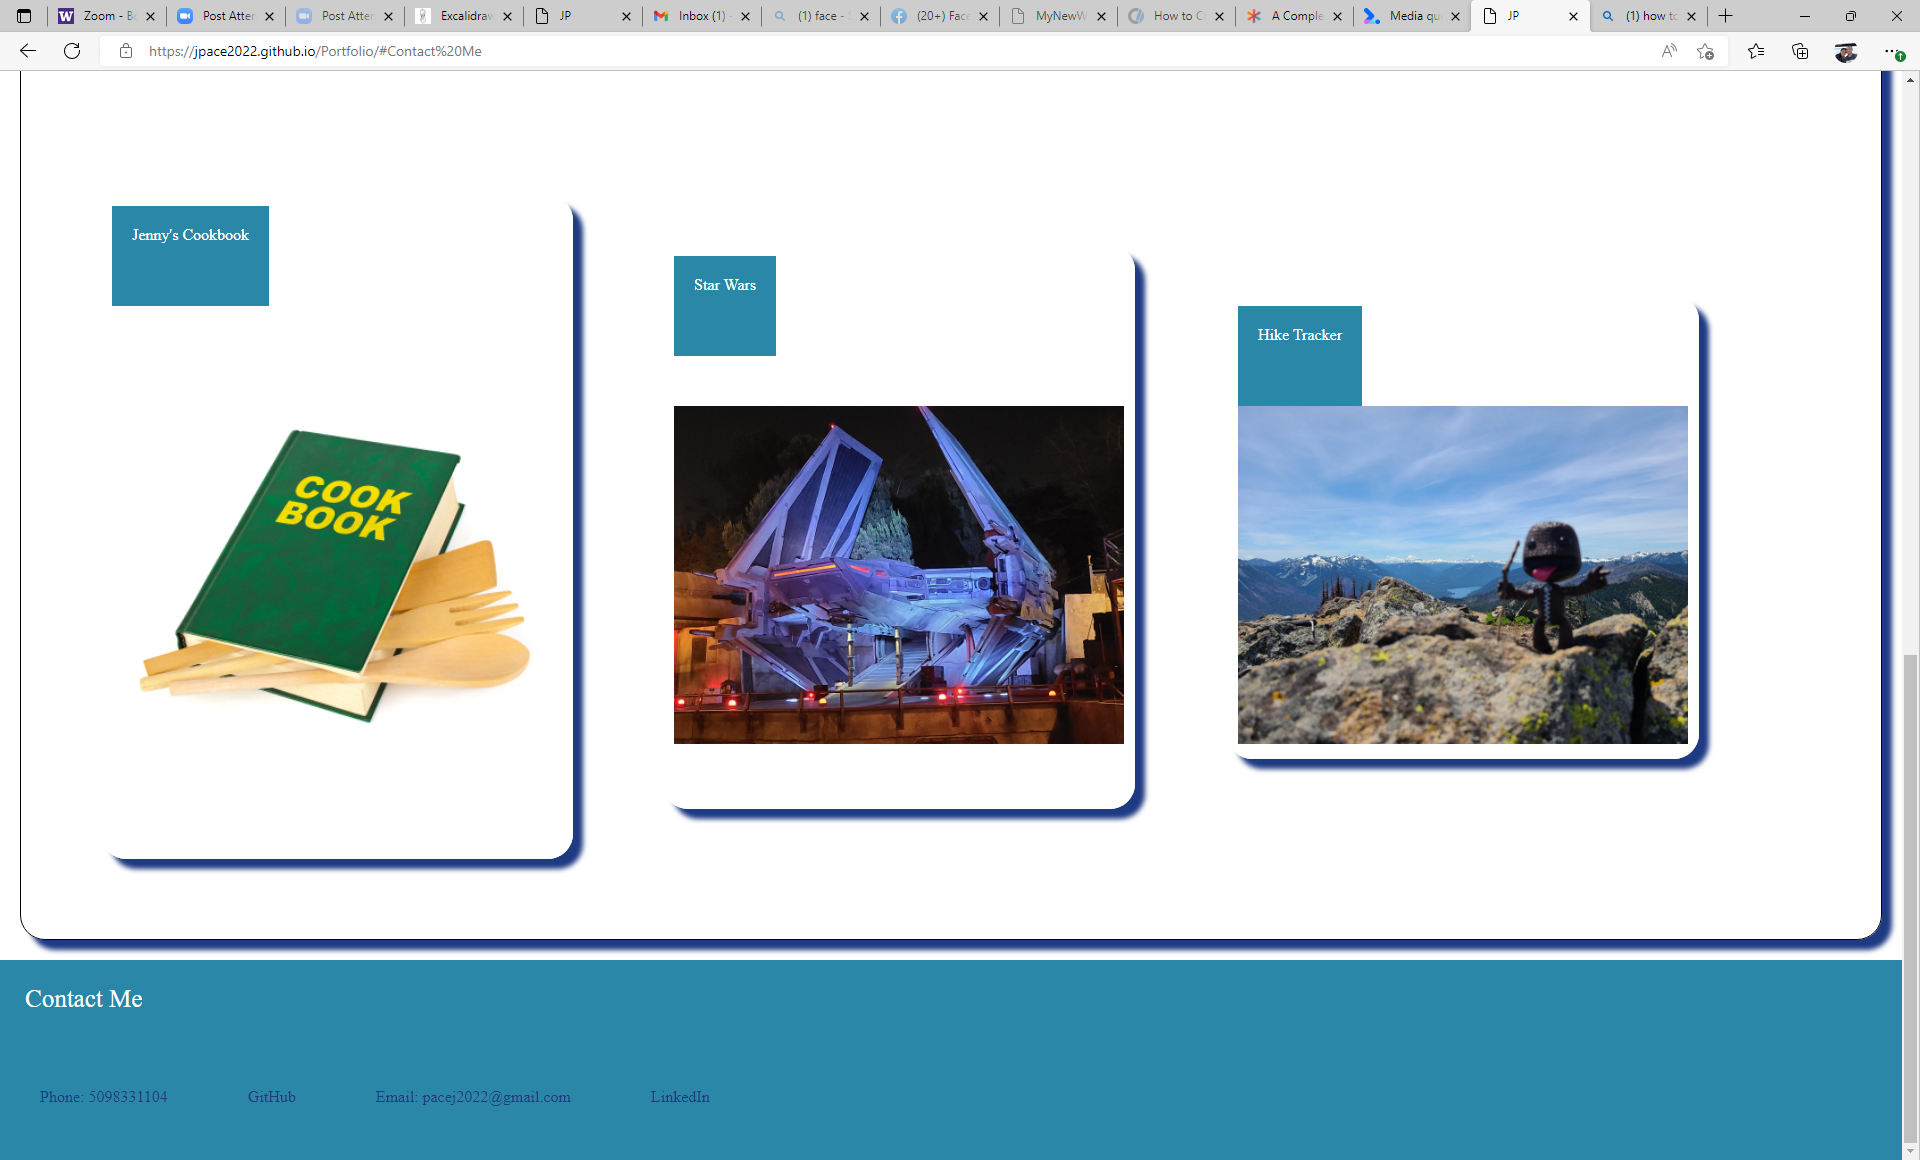 Zoom - B
Post Atter
Post Atter
Excalidraw
JP
Inbox (1) -
(1) face -
(20+) Face
MyNewW
How to C
A Comple
Media qu
JP
(1) how to
https://jpace2022.github.io/Portfolio/#Contact%20Me
Jenny's Cookbook
Star Wars
Hike Tracker
COOK
BOOK
Contact Me
Phone: 5098331104 GitHub Email: pacej2022@gmail.com LinkedIn